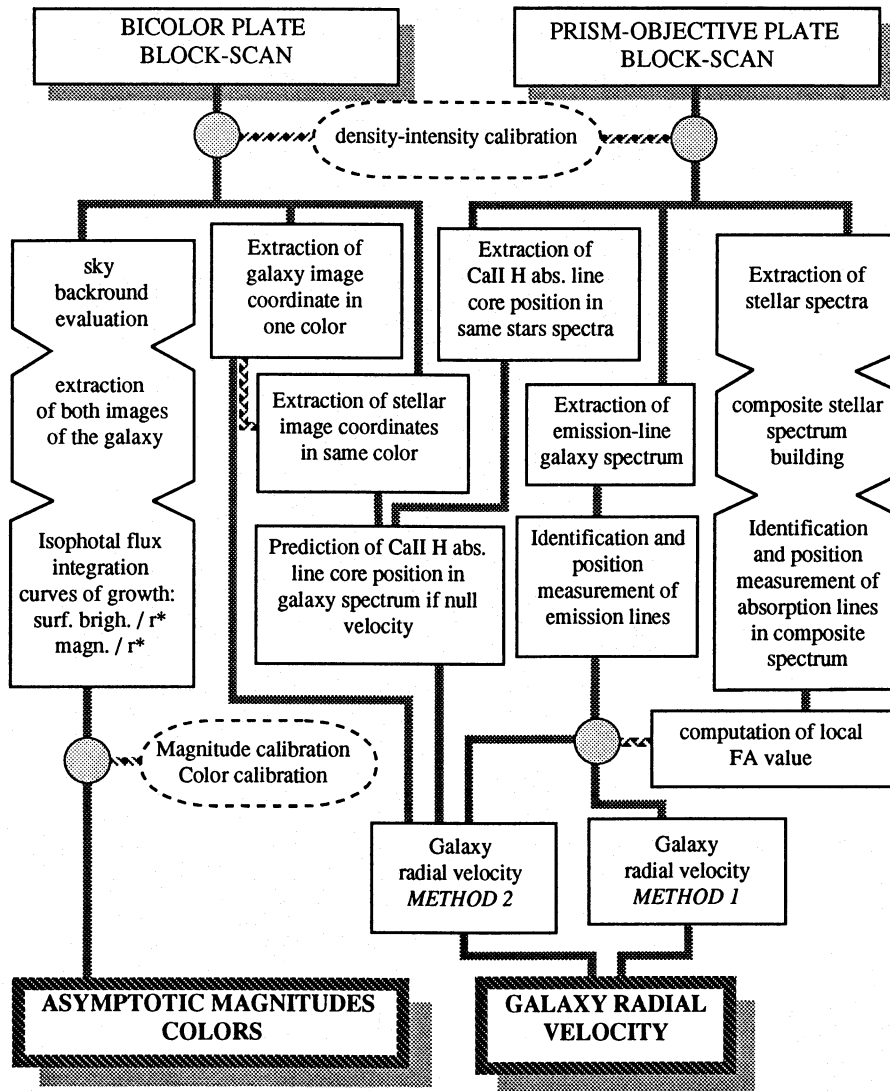 BICOLOR PLATE
BLOCK-SCAN
PRISM-OBJECTIVE PLATE
BLOCK-SCAN
density-intensity calibration
sky
backround
evaluation
extraction
of both images
of the galaxy
Isophotal flux
integration
curves of growth:
surf. brigh. / r*
magn. / r*
Extraction of
galaxy image
coordinate in
one color
Extraction of stellar
image coordinates
in same color
Extraction of
CaII H abs. line
core position in
same stars spectra
Extraction of
emission-line
galaxy spectrum
Extraction of
stellar spectra
composite stellar
spectrum
building
Identification
and position
measurement of
absorption lines
in composite
spectrum
Prediction of CaII H abs.
line core position in
galaxy spectrum if null
velocity
Identification and
position
measurement of
emission lines
computation of local
FA value
Magnitude calibration
Color calibration
Galaxy
radial velocity
METHOD 2
Galaxy
radial velocity
METHOD 1
ASYMPTOTIC MAGNITUDES
COLORS
GALAXY RADIAL
VELOCITY